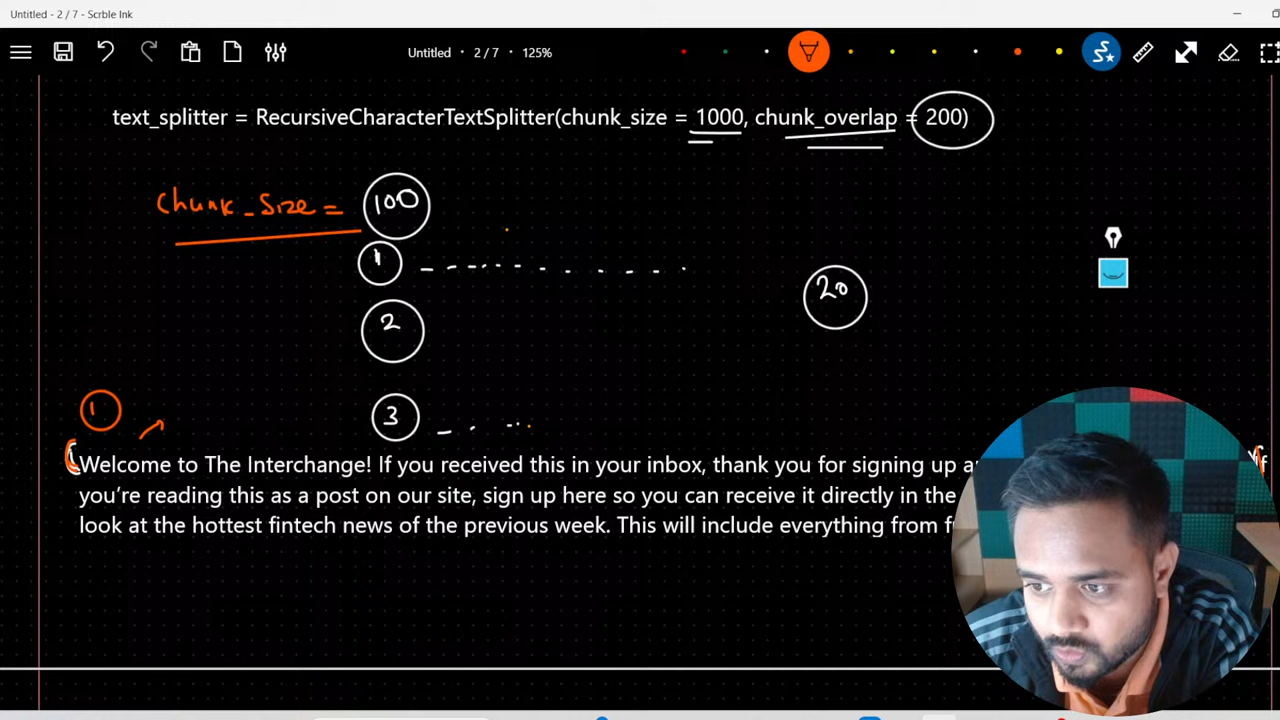 Untitled - 2 / 7 - Scrble Ink
Untitled • 2 / 7 • 125%
text_splitter = RecursiveCharacterTextSplitter(chunk_size = 1000, chunk_overlap = 200)
Chunk_Size = 100
1
20
2
1
3
Welcome to The Interchange! If you received this in your inbox, thank you for signing up If
you’re reading this as a post on our site, sign up here so you can receive it directly in the
look at the hottest fintech news of the previous week. This will include everything from